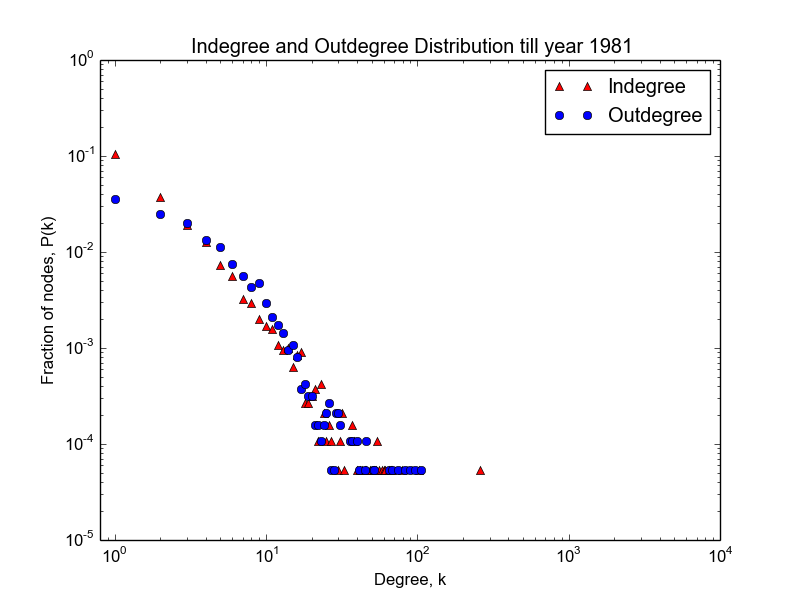 Indegree and Outdegree Distribution till year 1981
Indegree
Outdegree
Fraction of nodes, P(k)
10^0
10^-1
10^-2
10^-3
10^-4
10^-5
10^0 10^1 10^2 10^3 10^4
Degree, k